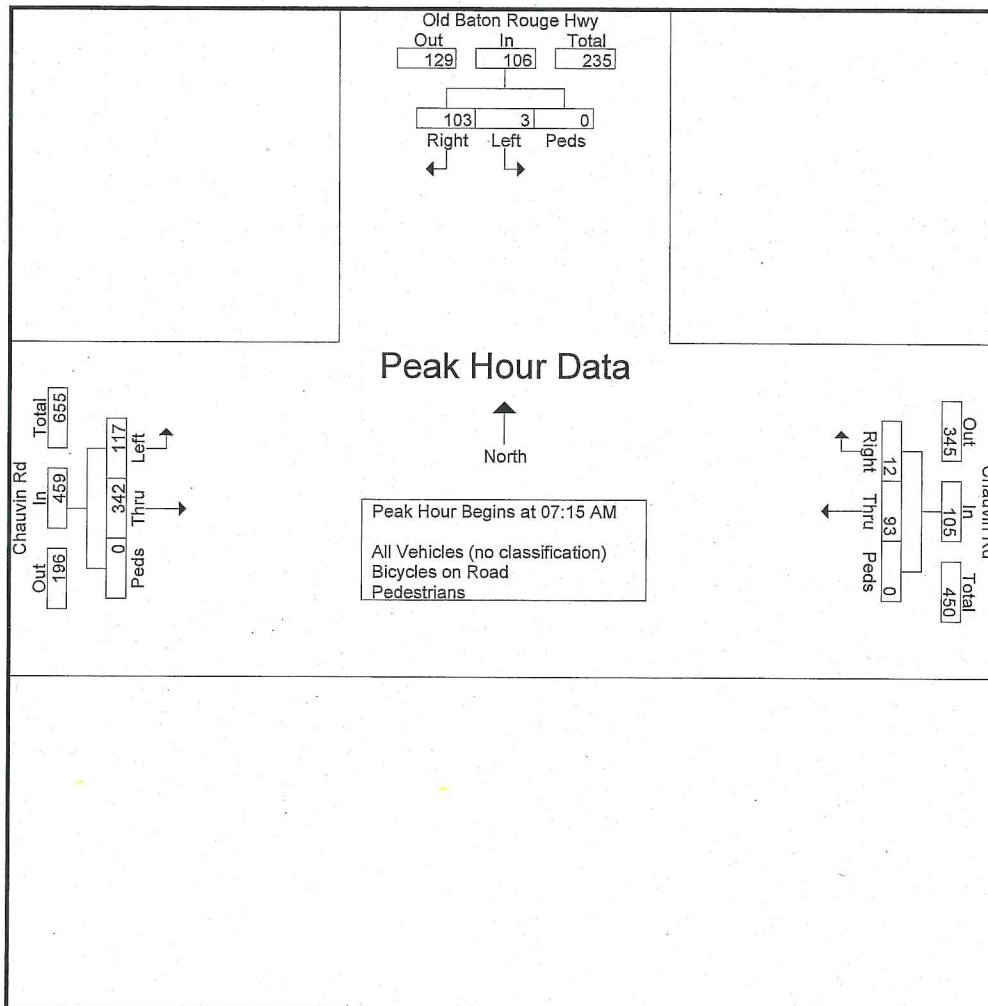 Old Baton Rouge Hwy
Out In Total
129 106 235
103 3 0
Right Left Peds
Peak Hour Data
North
Peak Hour Begins at 07:15 AM
All Vehicles (no classification)
Bicycles on Road
Pedestrians
Chauvin Rd
Out In Total
196 459 655
0 342 117
Peds Thru Left
Chauvin Rd
Out In Total
345 105 450
12 93 0
Right Thru Peds